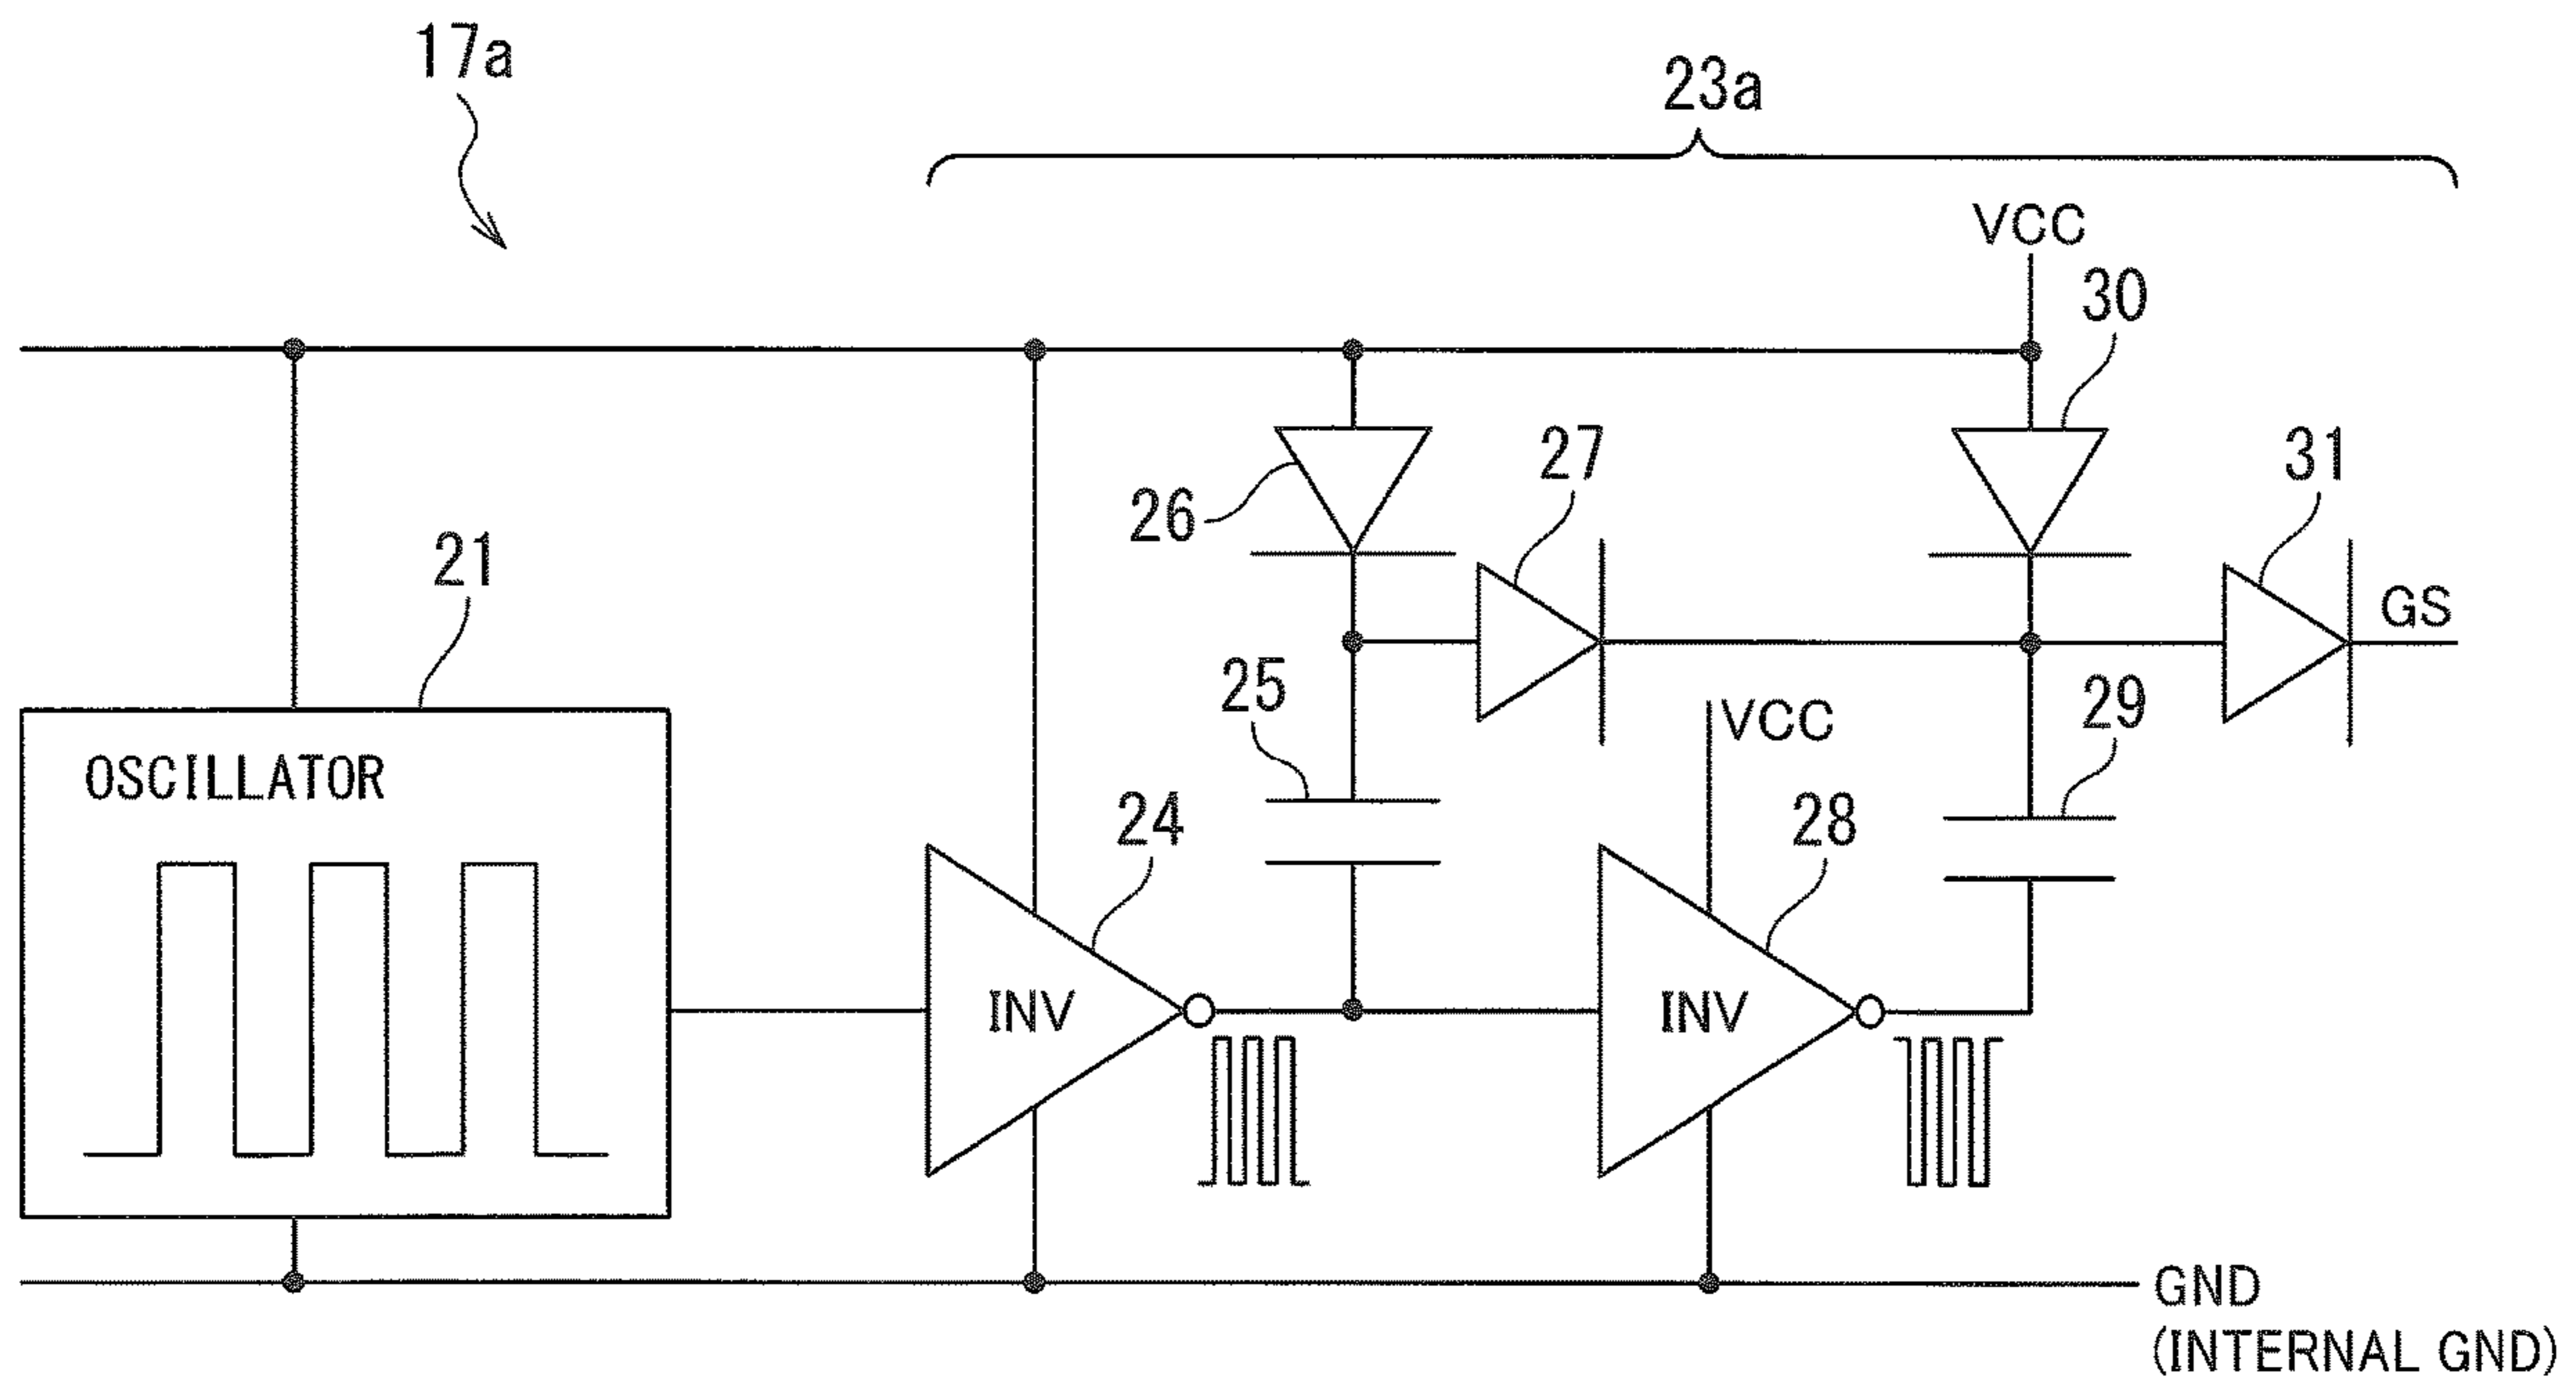 17a
23a
VCC
30
26
27
31
GS
21
25
VCC
29
OSCILLATOR
24
28
INV
INV
GND
(INTERNAL GND)